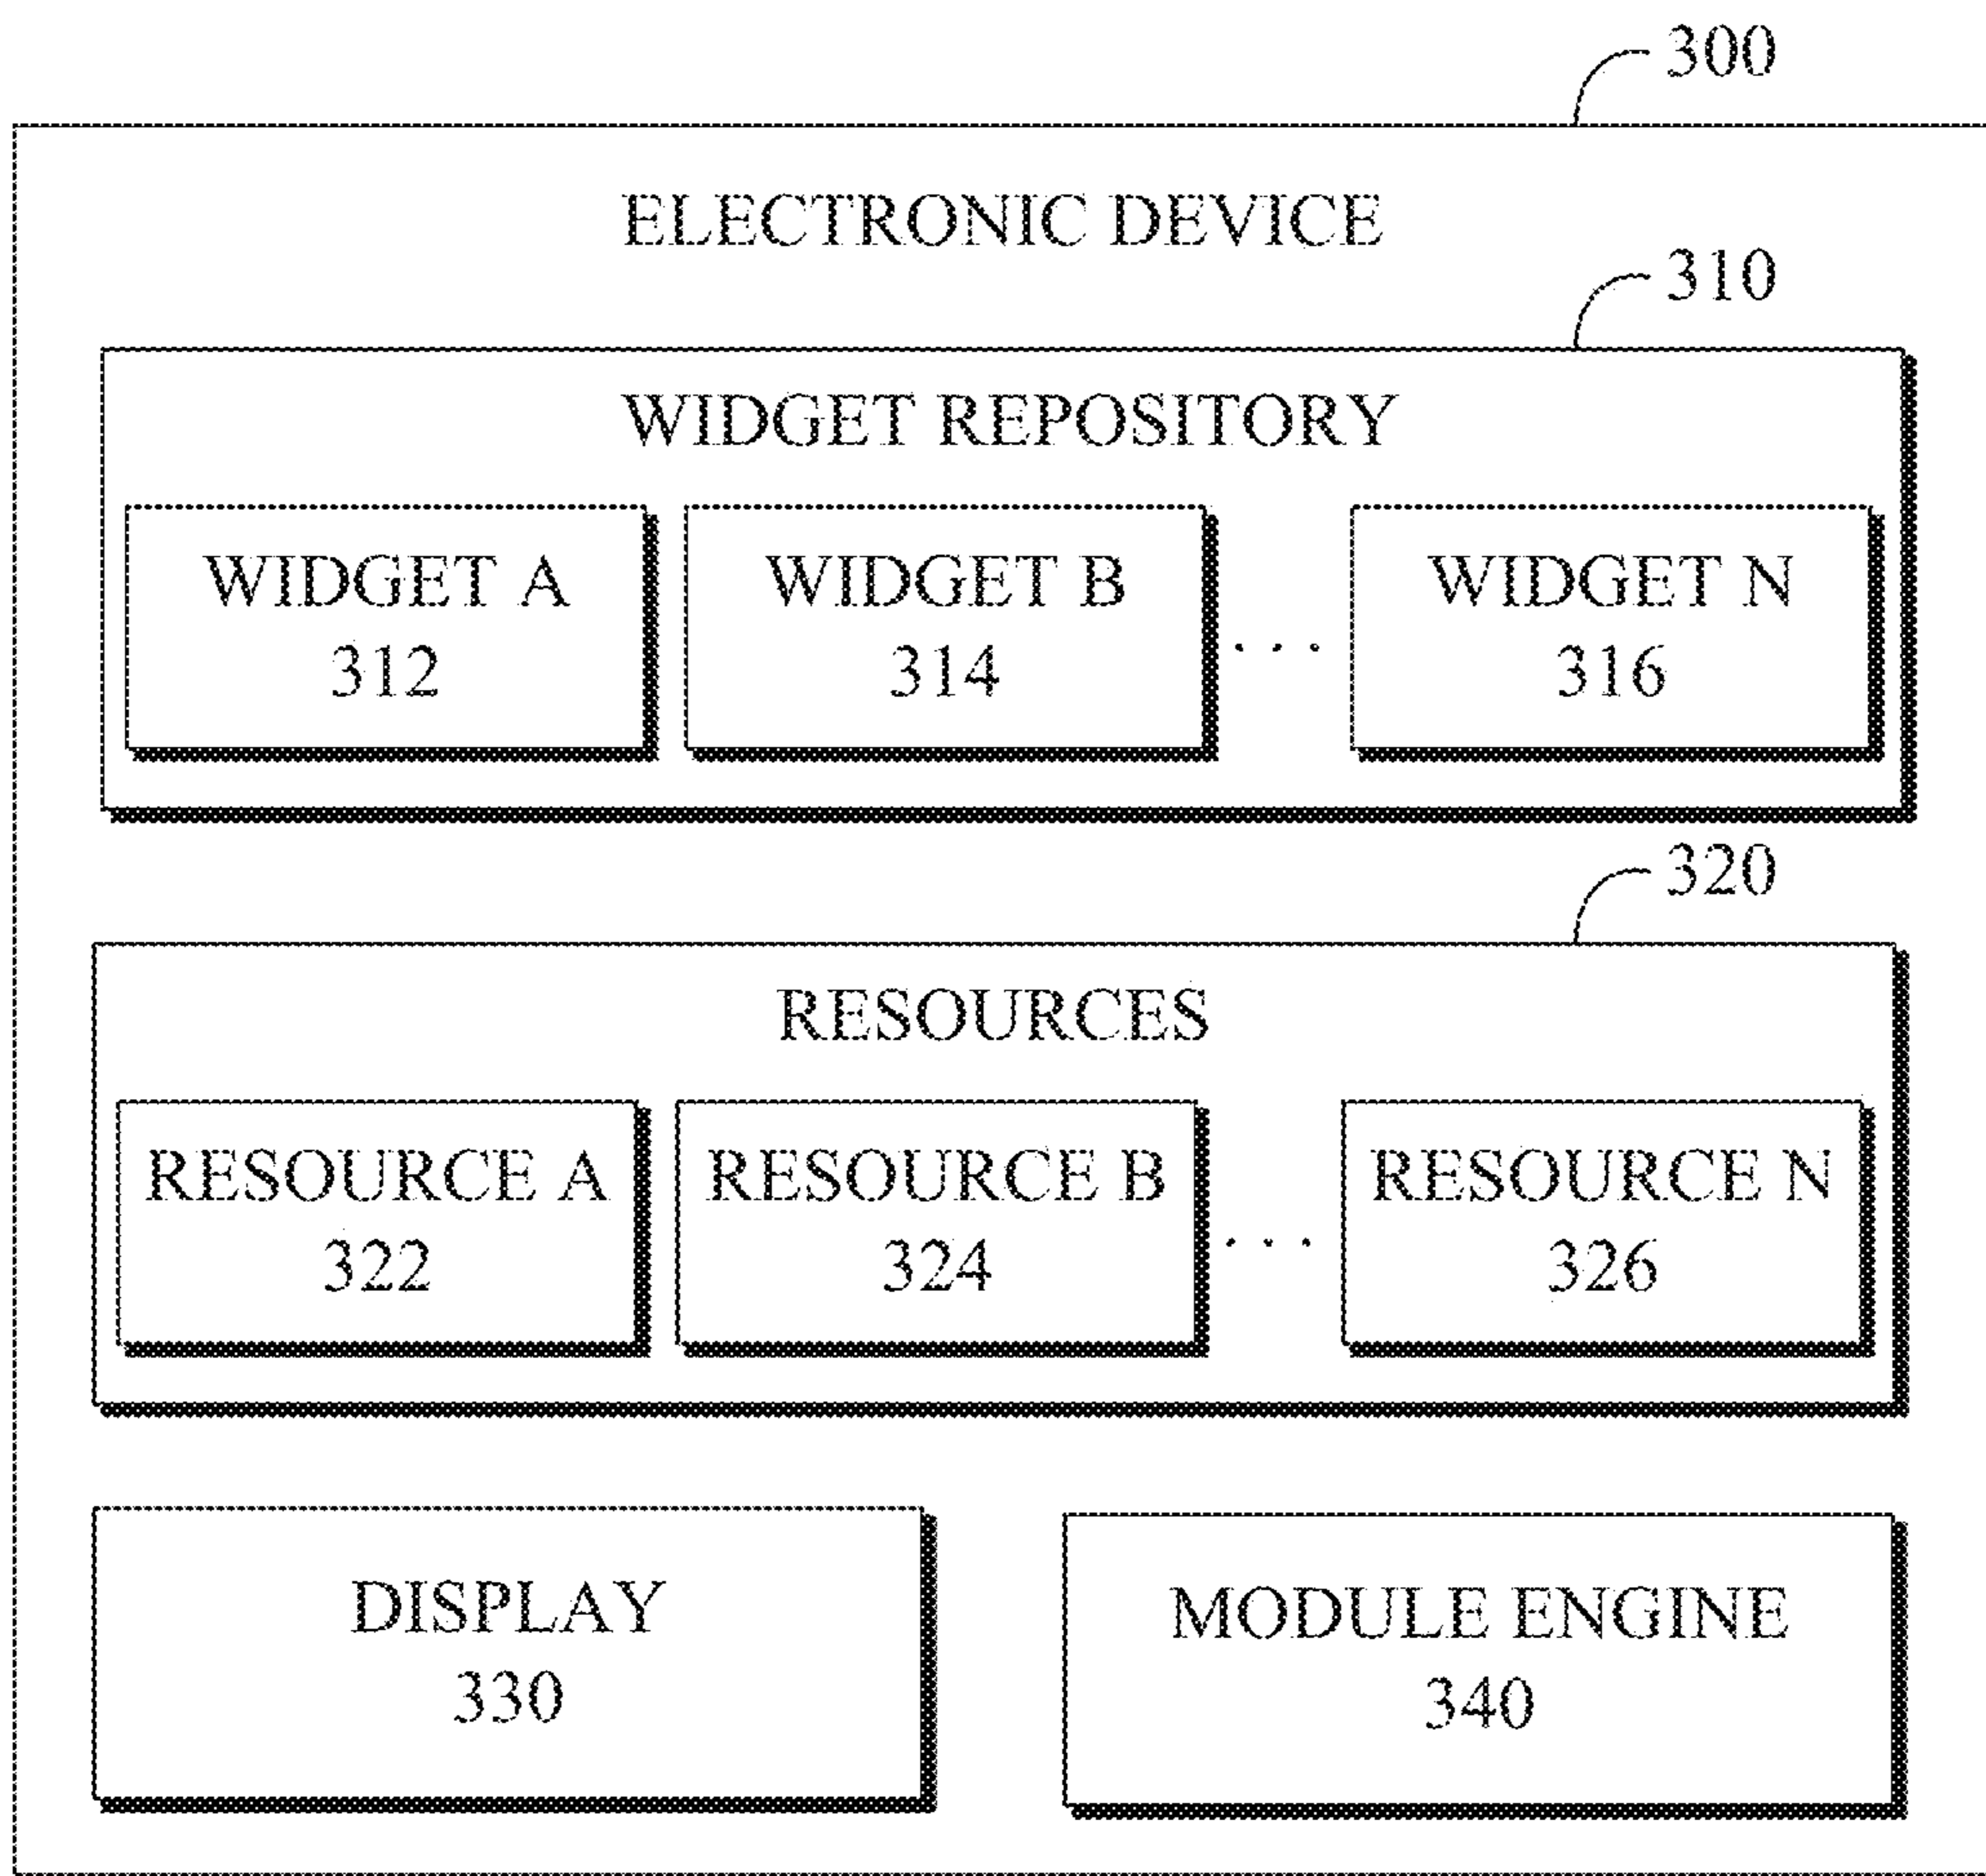 300
ELECTRONIC DEVICE
310
WIDGET REPOSITORY
WIDGET A
312
WIDGET B
314
...
WIDGET N
316
320
RESOURCES
RESOURCE A
322
RESOURCE B
324
...
RESOURCE N
326
DISPLAY
330
MODULE ENGINE
340